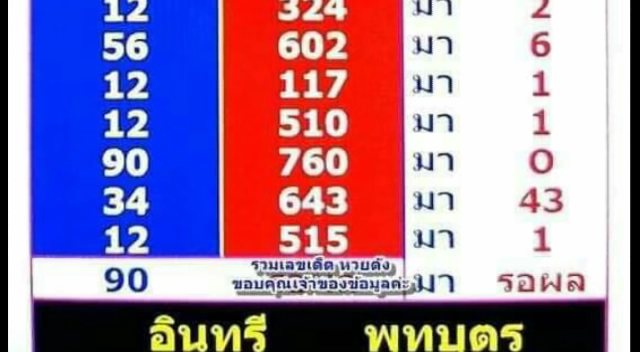 12 324 มา 2
56 602 มา 6
12 117 มา 1
12 510 มา 1
90 760 มา 0
34 643 มา 43
12 515 มา 1
รวมเลขเด็ด หวยดัง
90 ขอบคุณเจ้าของข้อมูลค่ะ มา รอผล
อินทรี พุทบุตร